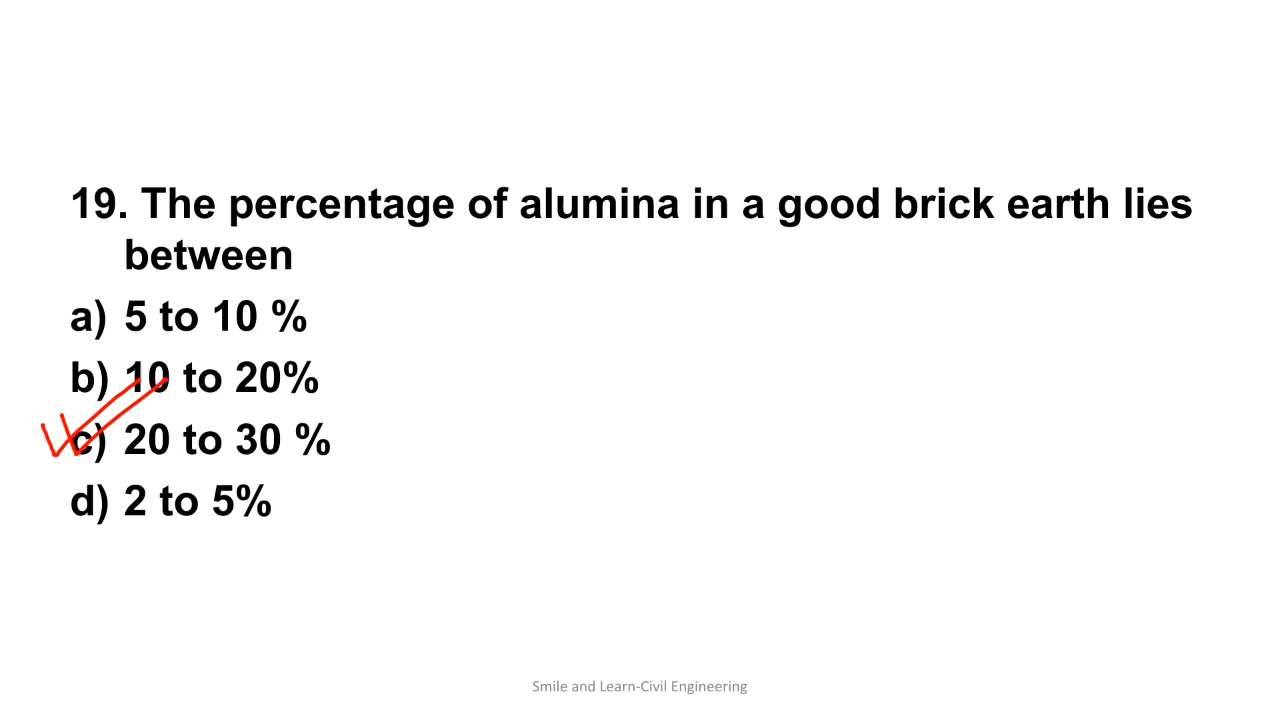 19. The percentage of alumina in a good brick earth lies
between
a) 5 to 10 %
b) 10 to 20%
c) 20 to 30 %
d) 2 to 5%
Smile and Learn-Civil Engineering